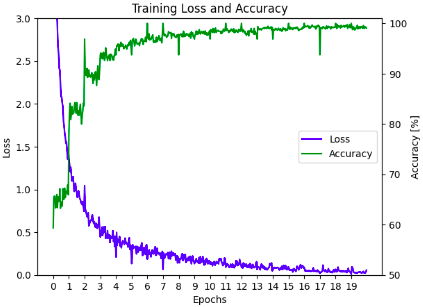 Training Loss and Accuracy
3.0
2.5
2.0
1.5
1.0
0.5
0.0
Loss
100
90
80
70
60
50
Accuracy [%]
Loss
Accuracy
0 1 2 3 4 5 6 7 8 9 10 11 12 13 14 15 16 17 18 19
Epochs